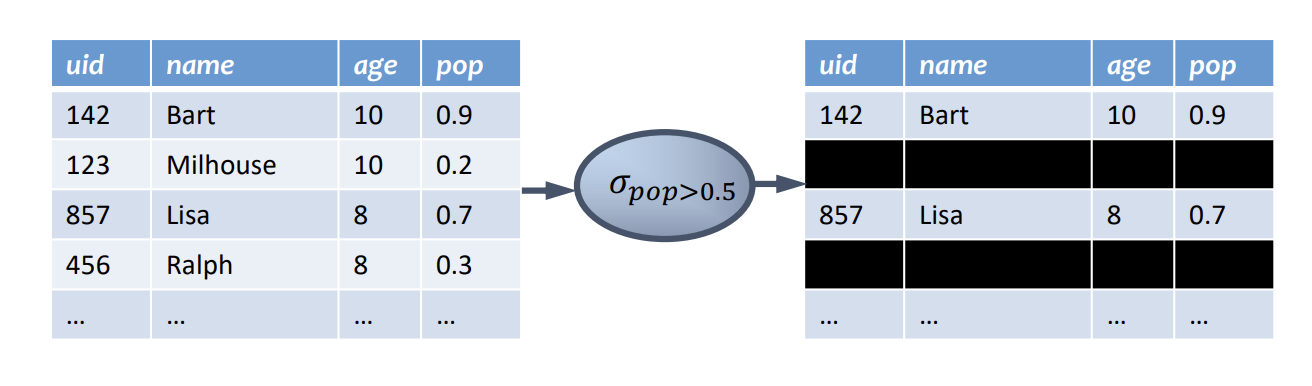 uid name age pop
142 Bart 10 0.9
123 Milhouse 10 0.2
857 Lisa 8 0.7
456 Ralph 8 0.3
... ... ... ...
σpop>0.5
uid name age pop
142 Bart 10 0.9
857 Lisa 8 0.7
... ... ... ...